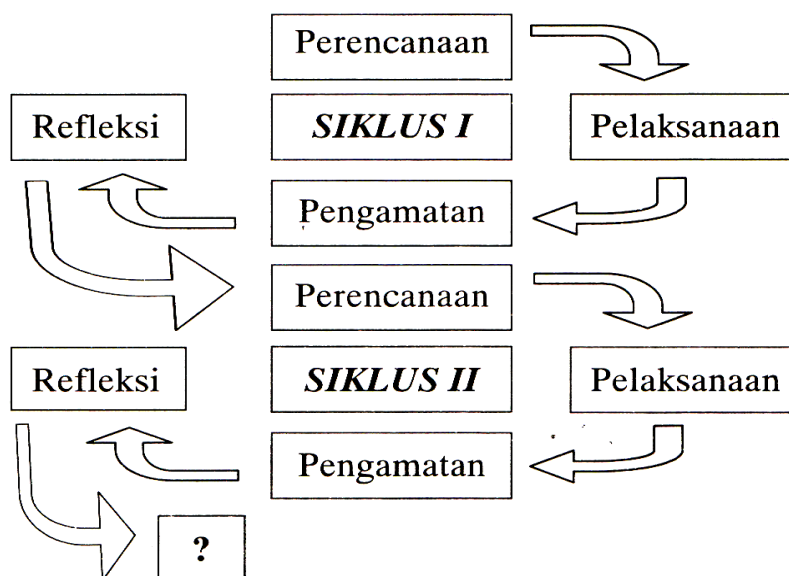 Perencanaan
Refleksi
SIKLUS I
Pelaksanaan
Pengamatan
Perencanaan
Refleksi
SIKLUS II
Pelaksanaan
Pengamatan
?